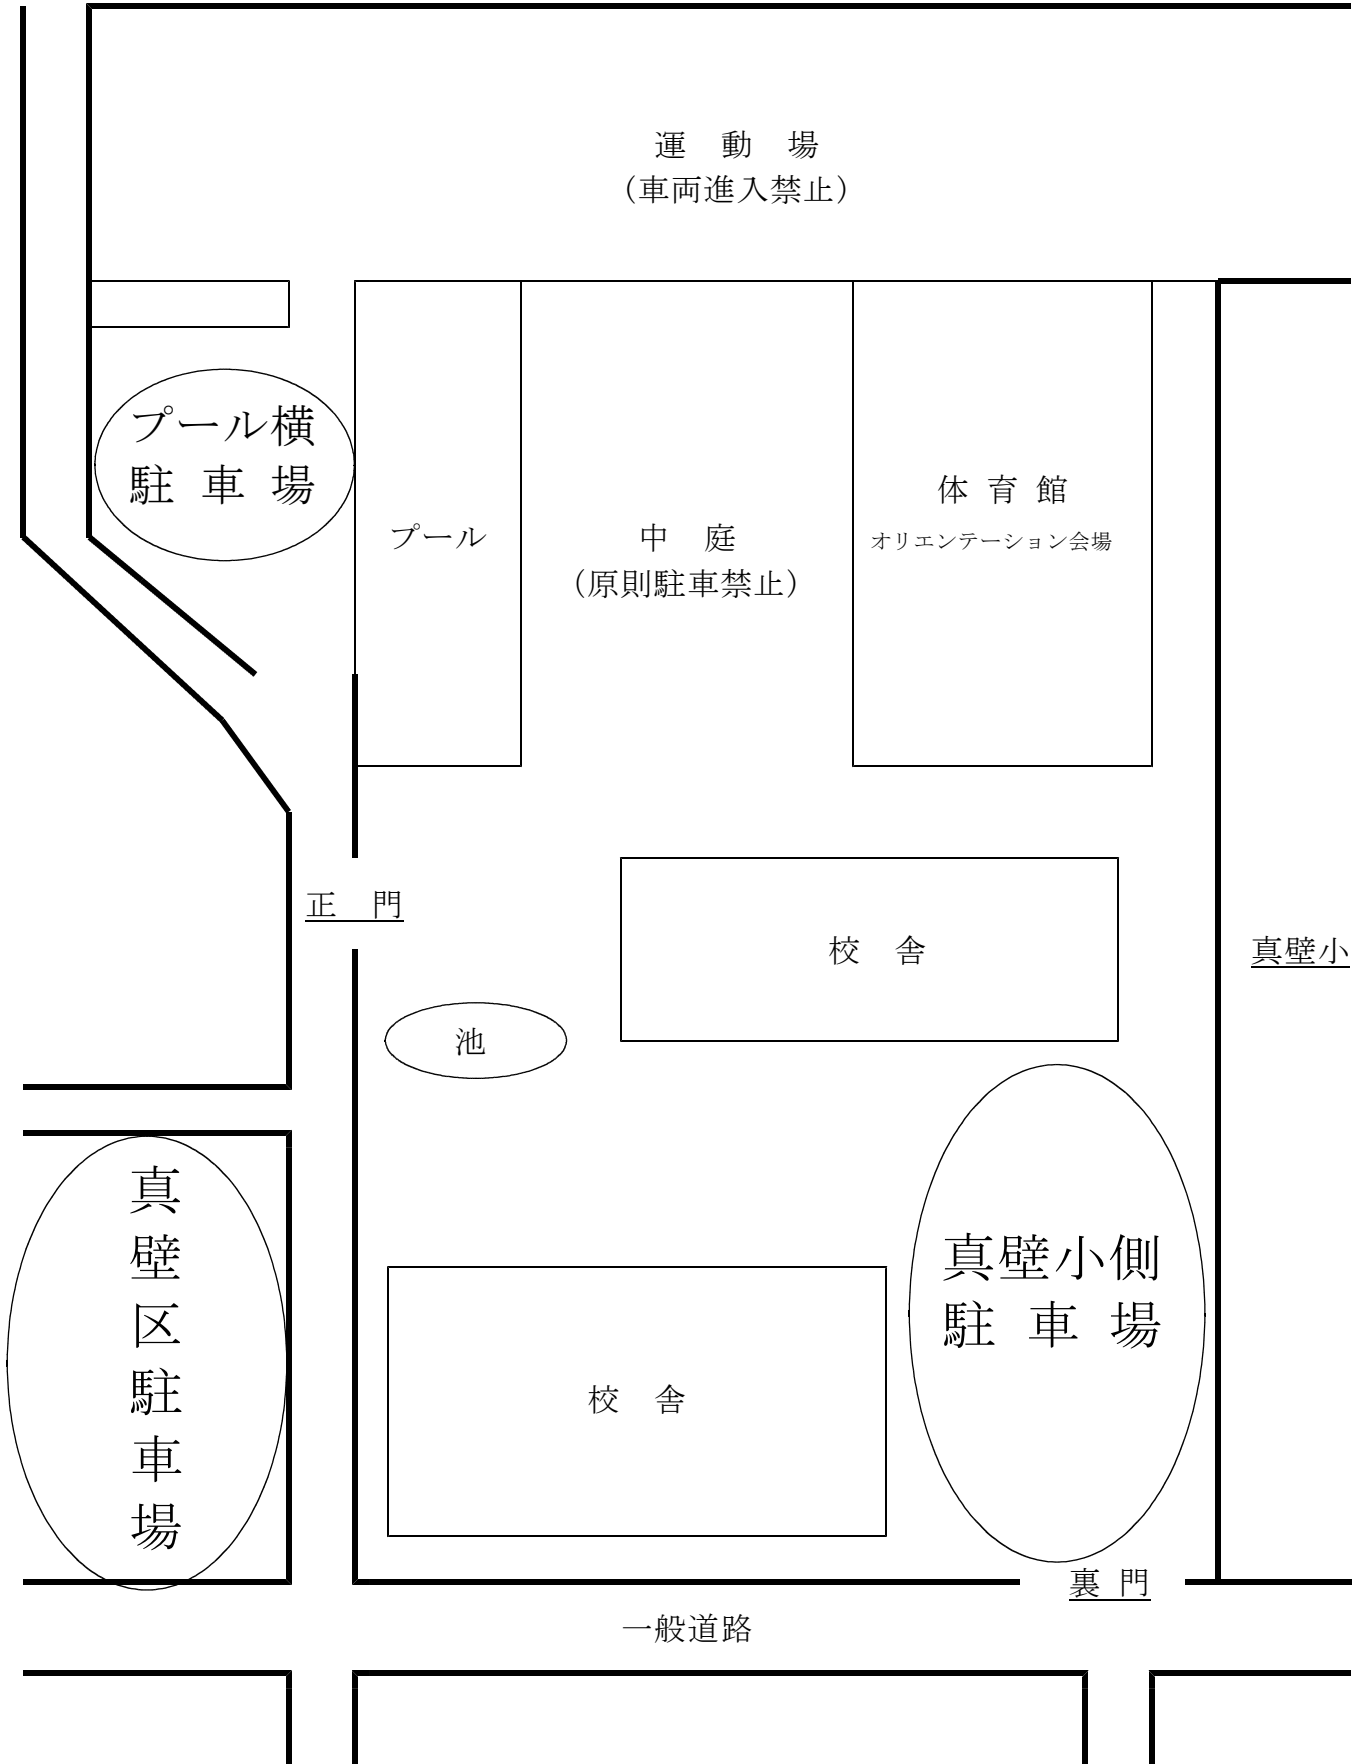 運　動　場
（車両進入禁止）
プール横
駐 車 場
プール
中　庭
（原則駐車禁止）
体 育 館
オリエンテーション会場
正　門
校　舎
真壁小
池
真壁区駐車場
真壁小側
駐 車 場
校　舎
裏 門
一般道路